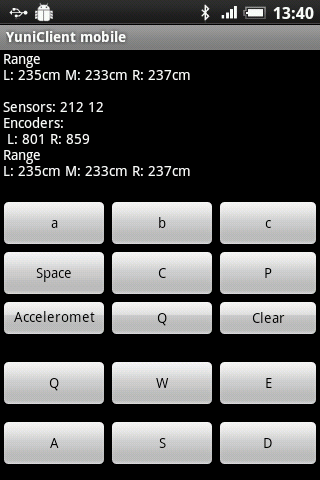 13:40
YuniClient mobile
Range
L: 235cm M: 233cm R: 237cm
Sensors: 212 12
Encoders:
L: 801 R: 859
Range
L: 235cm M: 233cm R: 237cm
a b c
Space C P
Acceleromet Q Clear
Q W E
A S D